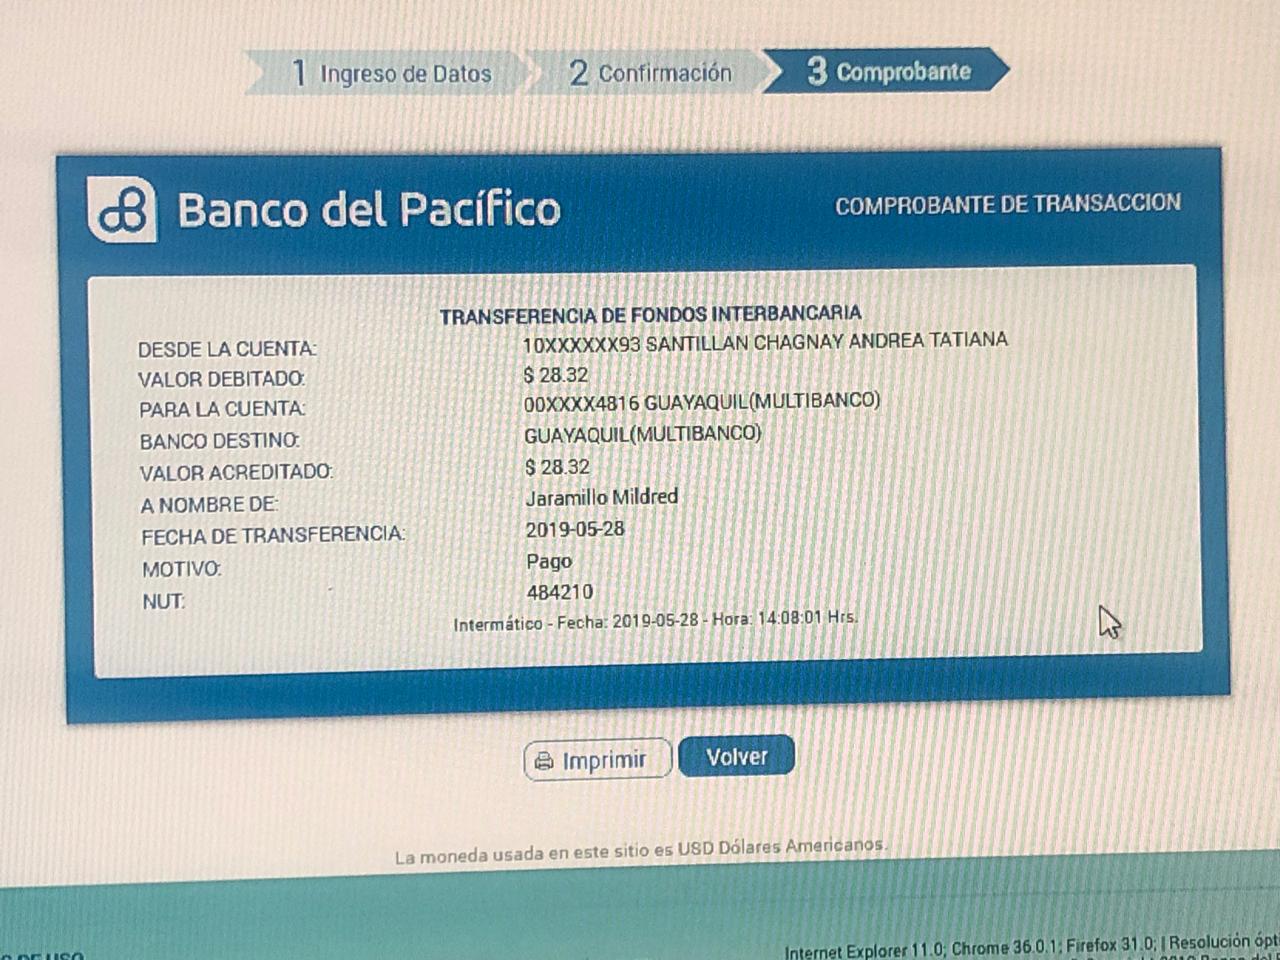 1 Ingreso de Datos 2 Confirmación 3 Comprobante
Banco del Pacífico COMPROBANTE DE TRANSACCION
TRANSFERENCIA DE FONDOS INTERBANCARIA
DESDE LA CUENTA: 10XXXXXX93 SANTILLAN CHAGNAY ANDREA TATIANA
VALOR DEBITADO: $ 28.32
PARA LA CUENTA: 00XXXX4816 GUAYAQUIL(MULTIBANCO)
BANCO DESTINO: GUAYAQUIL(MULTIBANCO)
VALOR ACREDITADO: $ 28.32
A NOMBRE DE: Jaramillo Mildred
FECHA DE TRANSFERENCIA: 2019-05-28
MOTIVO: Pago
NUT: 484210
Intermático - Fecha: 2019-05-28 - Hora: 14:08:01 Hrs.
Imprimir Volver
La moneda usada en este sitio es USD Dólares Americanos.
DE USO
Internet Explorer 11.0; Chrome 36.0.1; Firefox 31.0; | Resolución